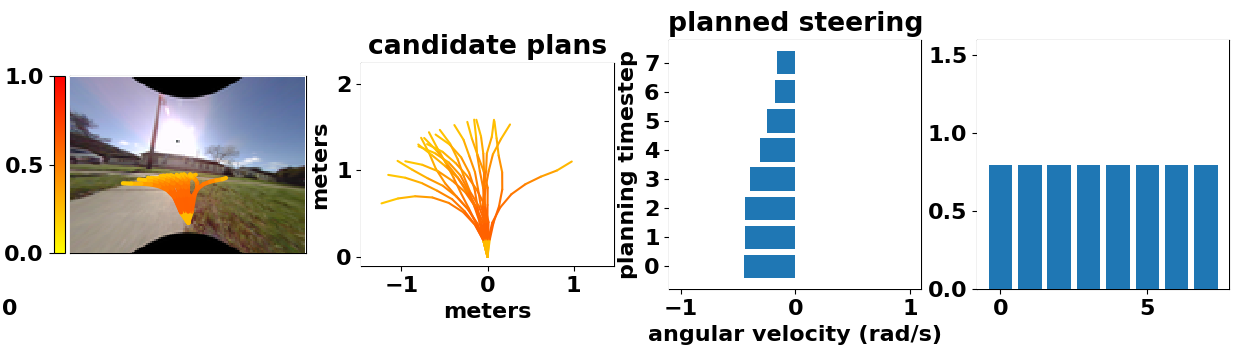 1.0
0.5
0.0
0
candidate plans
2
1
0
meters
−1 0 1
meters
planned steering
7
6
5
4
3
2
1
0
planning timestep
−1 0 1
angular velocity (rad/s)
1.5
1.0
0.5
0.0
0 5